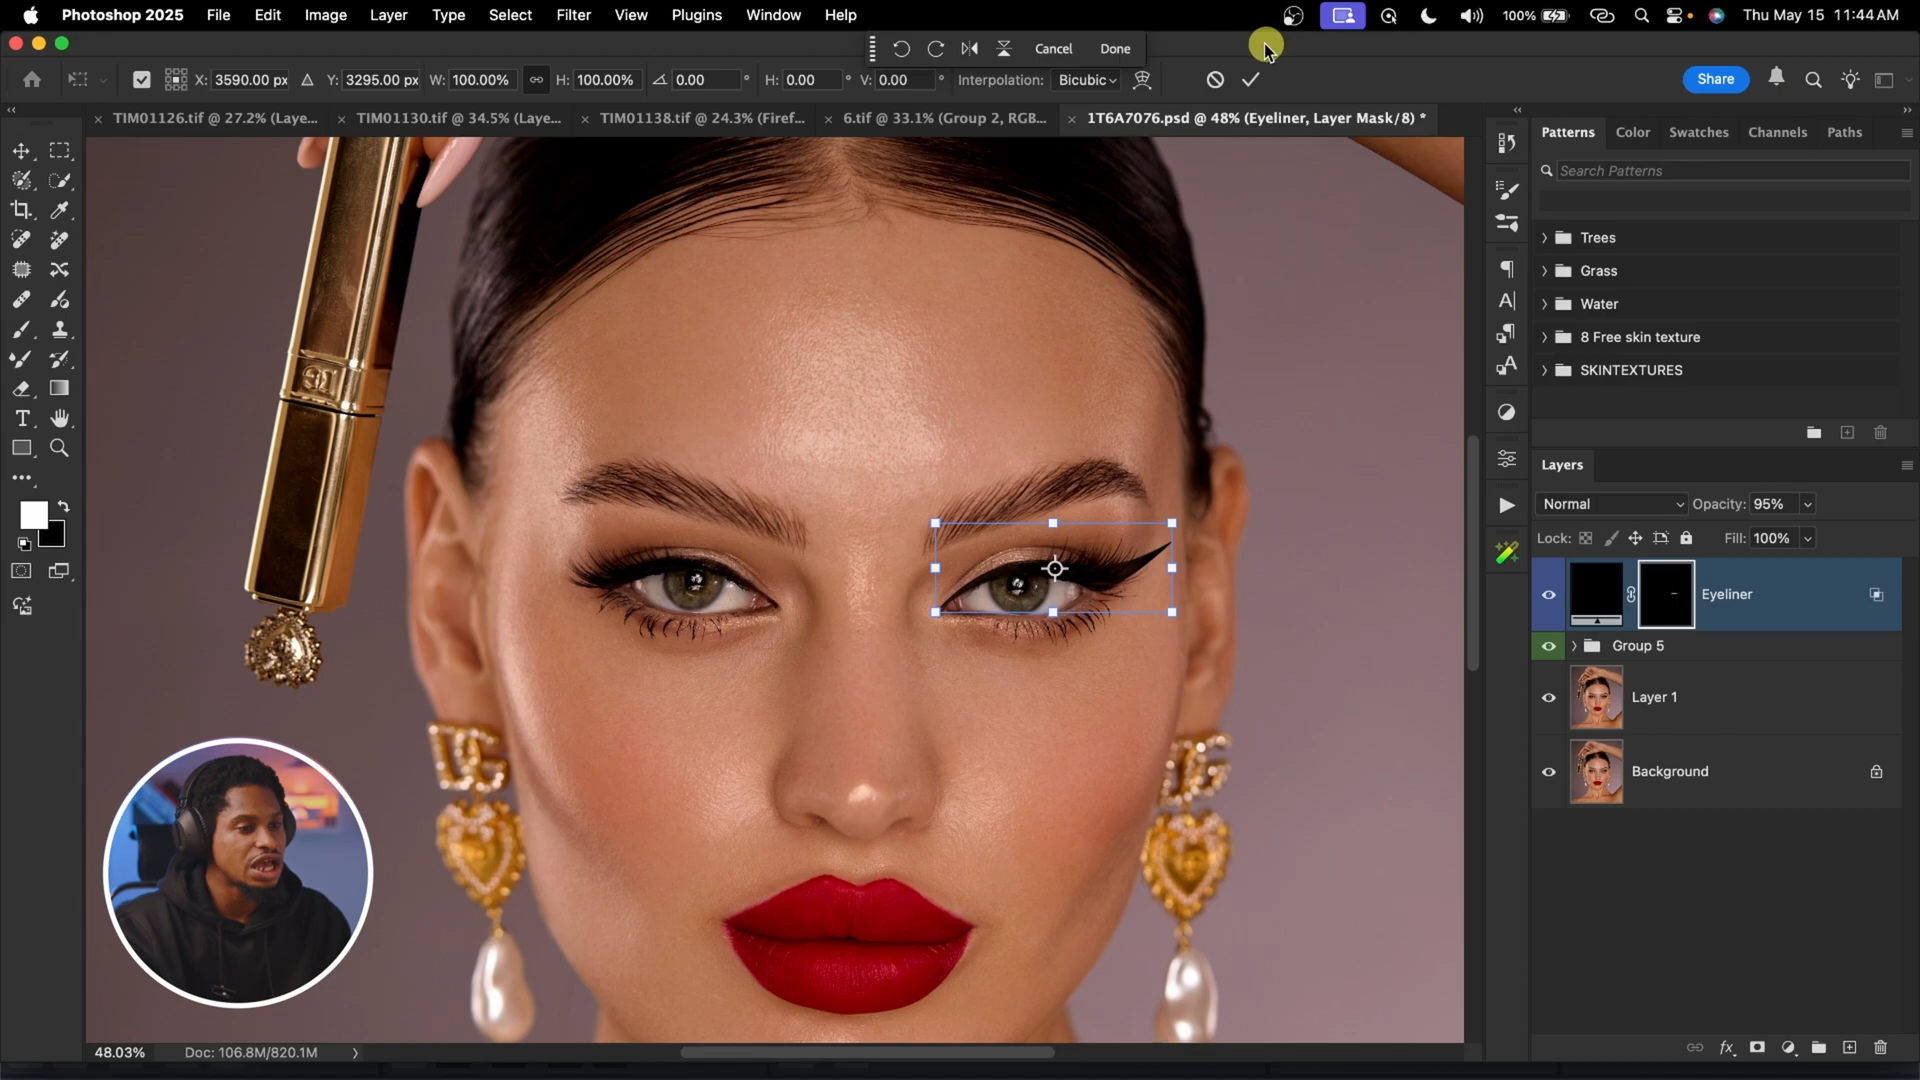 Photoshop 2025 File Edit Image Layer Type Select Filter View Plugins Window Help 100% Thu May 15 11:44 AM
Cancel Done
X: 3590.00 px Y: 3295.00 px W: 100.00% H: 100.00% 0.00 ° H: 0.00 ° V: 0.00 ° Interpolation: Bicubic Share
TIM01126.tif @ 27.2% (Laye... TIM01130.tif @ 34.5% (Laye... TIM01138.tif @ 24.3% (Firef... 6.tif @ 33.1% (Group 2, RGB... 1T6A7076.psd @ 48% (Eyeliner, Layer Mask/8) *
Patterns Color Swatches Channels Paths
Search Patterns
Trees
Grass
Water
8 Free skin texture
SKINTEXTURES
Layers
Normal Opacity: 95%
Lock: Fill: 100%
Eyeliner
Group 5
Layer 1
Background
48.03% Doc: 106.8M/820.1M